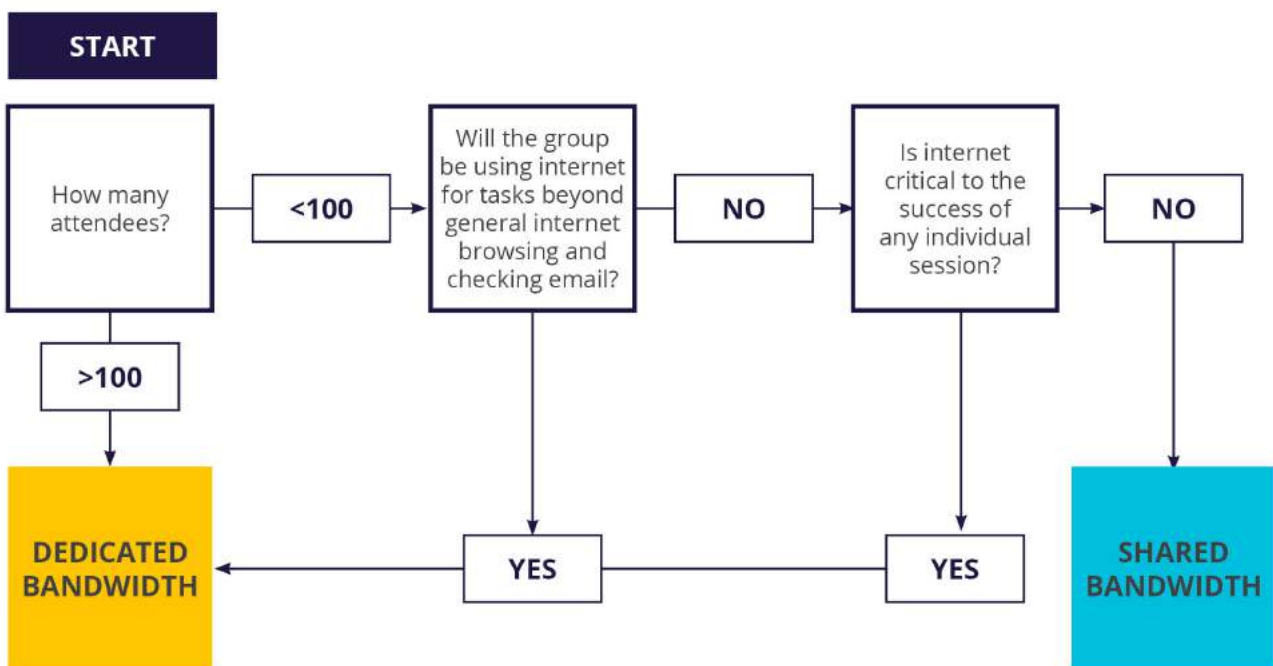 START
How many
attendees?
<100
Will the group
be using internet
for tasks beyond
general internet
browsing and
checking email?
NO
Is internet
critical to the
success of
any individual
session?
NO
>100
DEDICATED
BANDWIDTH
YES
YES
SHARED
BANDWIDTH